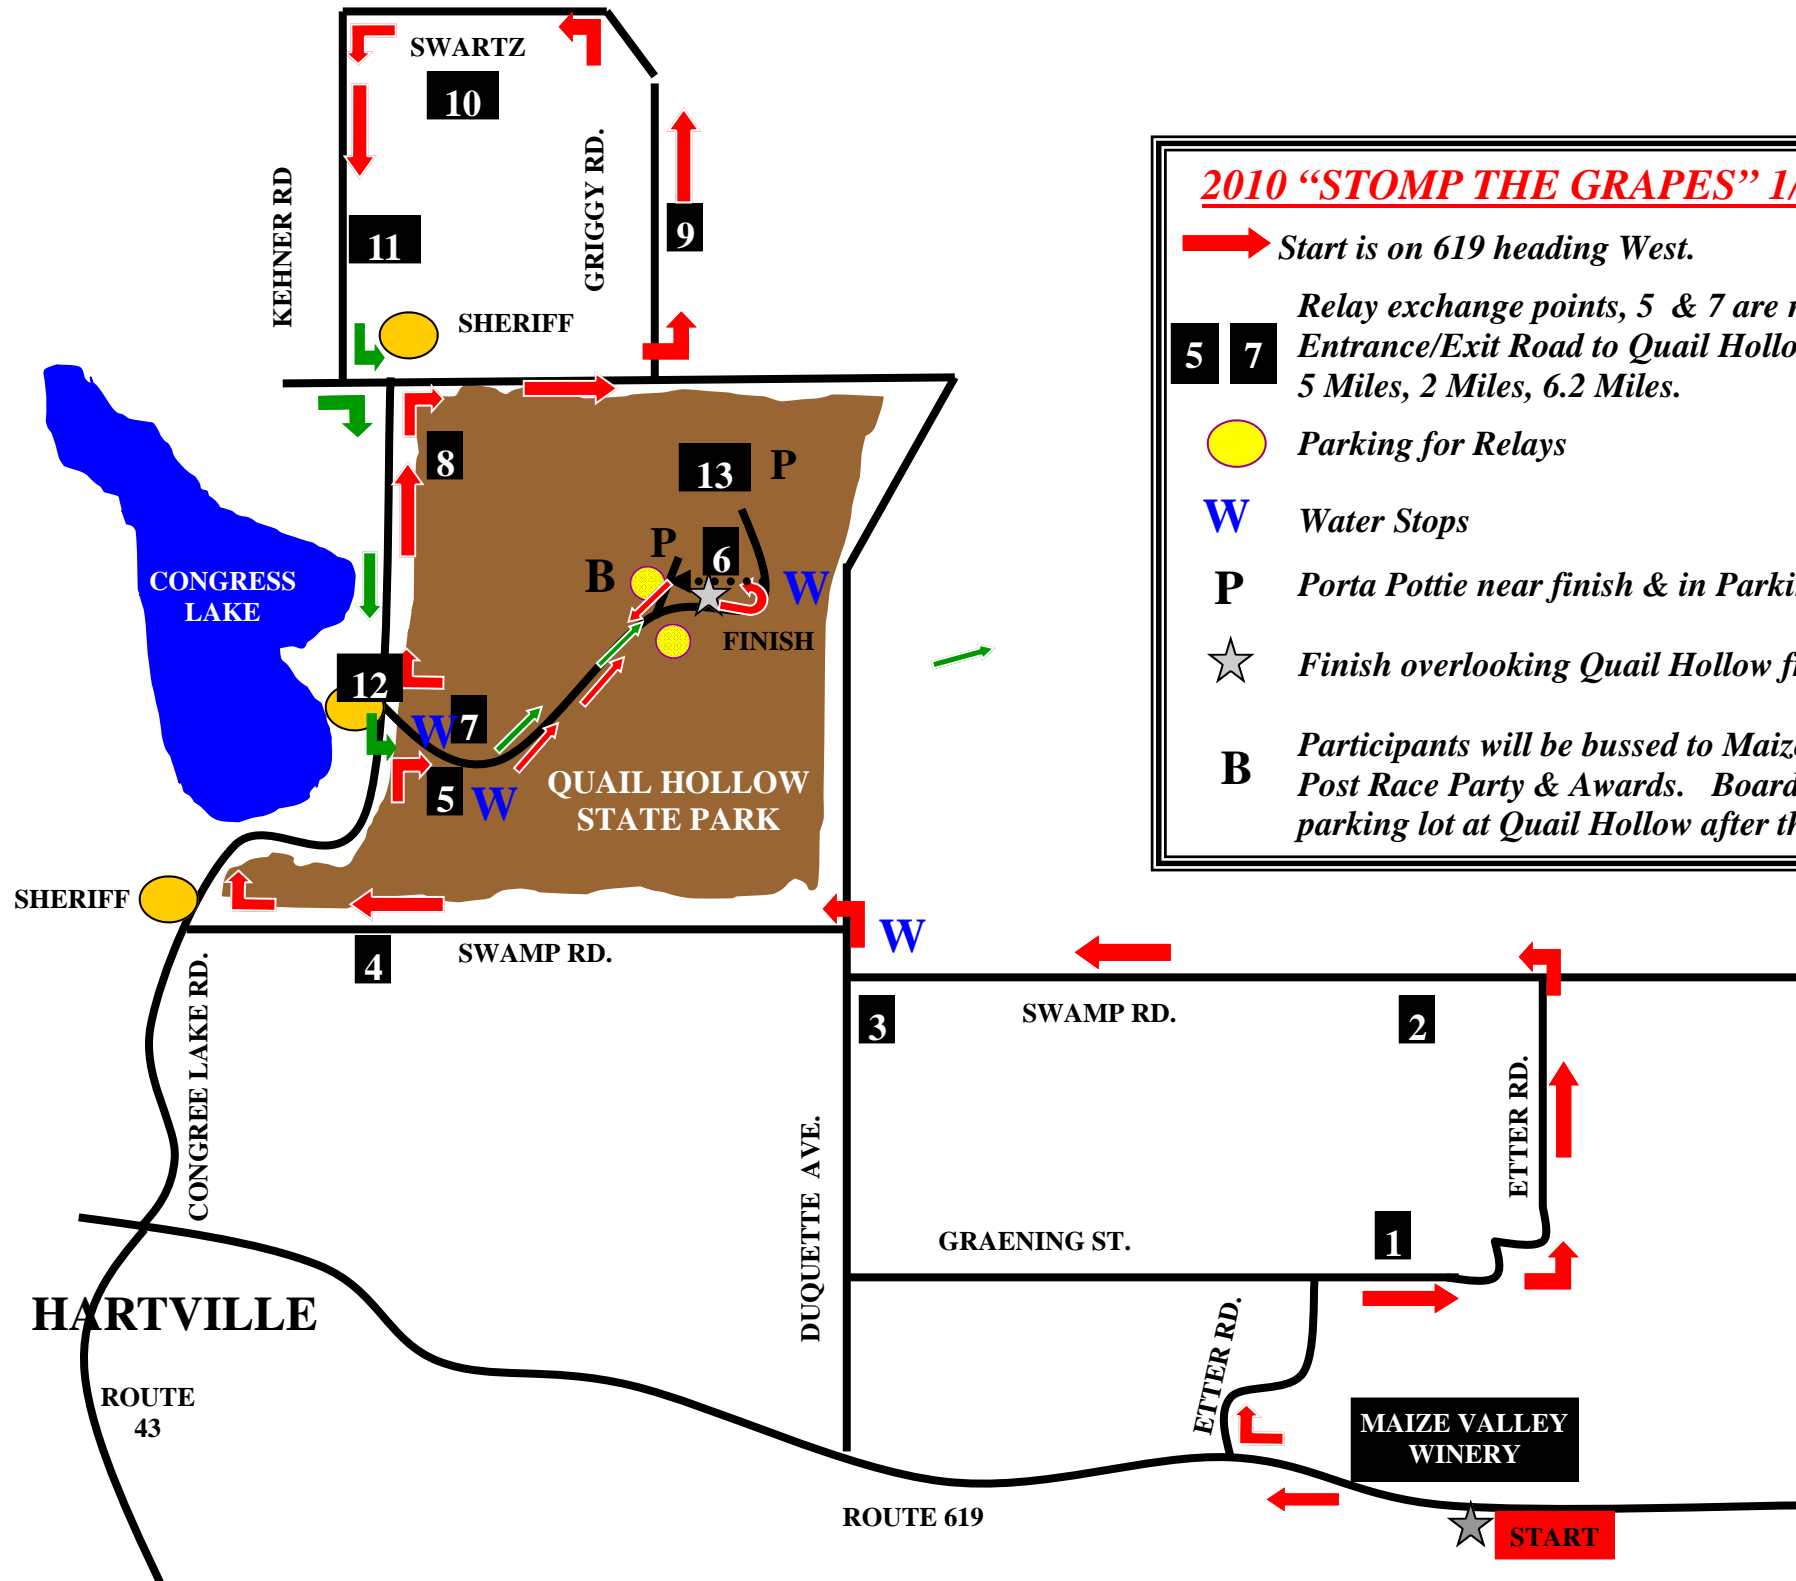 SWARTZ
10
KEHNER RD
GRIGGY RD.
9
11
SHERIFF
2010 “STOMP THE GRAPES” 1/
Start is on 619 heading West.
Relay exchange points, 5 & 7 are
5 7
Entrance/Exit Road to Quail Hollo
5 Miles, 2 Miles, 6.2 Miles.
Parking for Relays
W
Water Stops
P
Porta Pottie near finish & in Parki
Finish overlooking Quail Hollow
B
Participants will be bussed to Maiz
Post Race Party & Awards. Board
parking lot at Quail Hollow after
8
13
P
P
6
B
W
FINISH
CONGRESS
LAKE
12
W
7
5
W
QUAIL HOLLOW
STATE PARK
SHERIFF
4
SWAMP RD.
W
3
SWAMP RD.
2
CONGREE LAKE RD.
DUQUETTE AVE.
ETTER RD.
GRAENING ST.
1
HARTVILLE
ETTER RD.
ROUTE
43
MAIZE VALLEY
WINERY
ROUTE 619
START